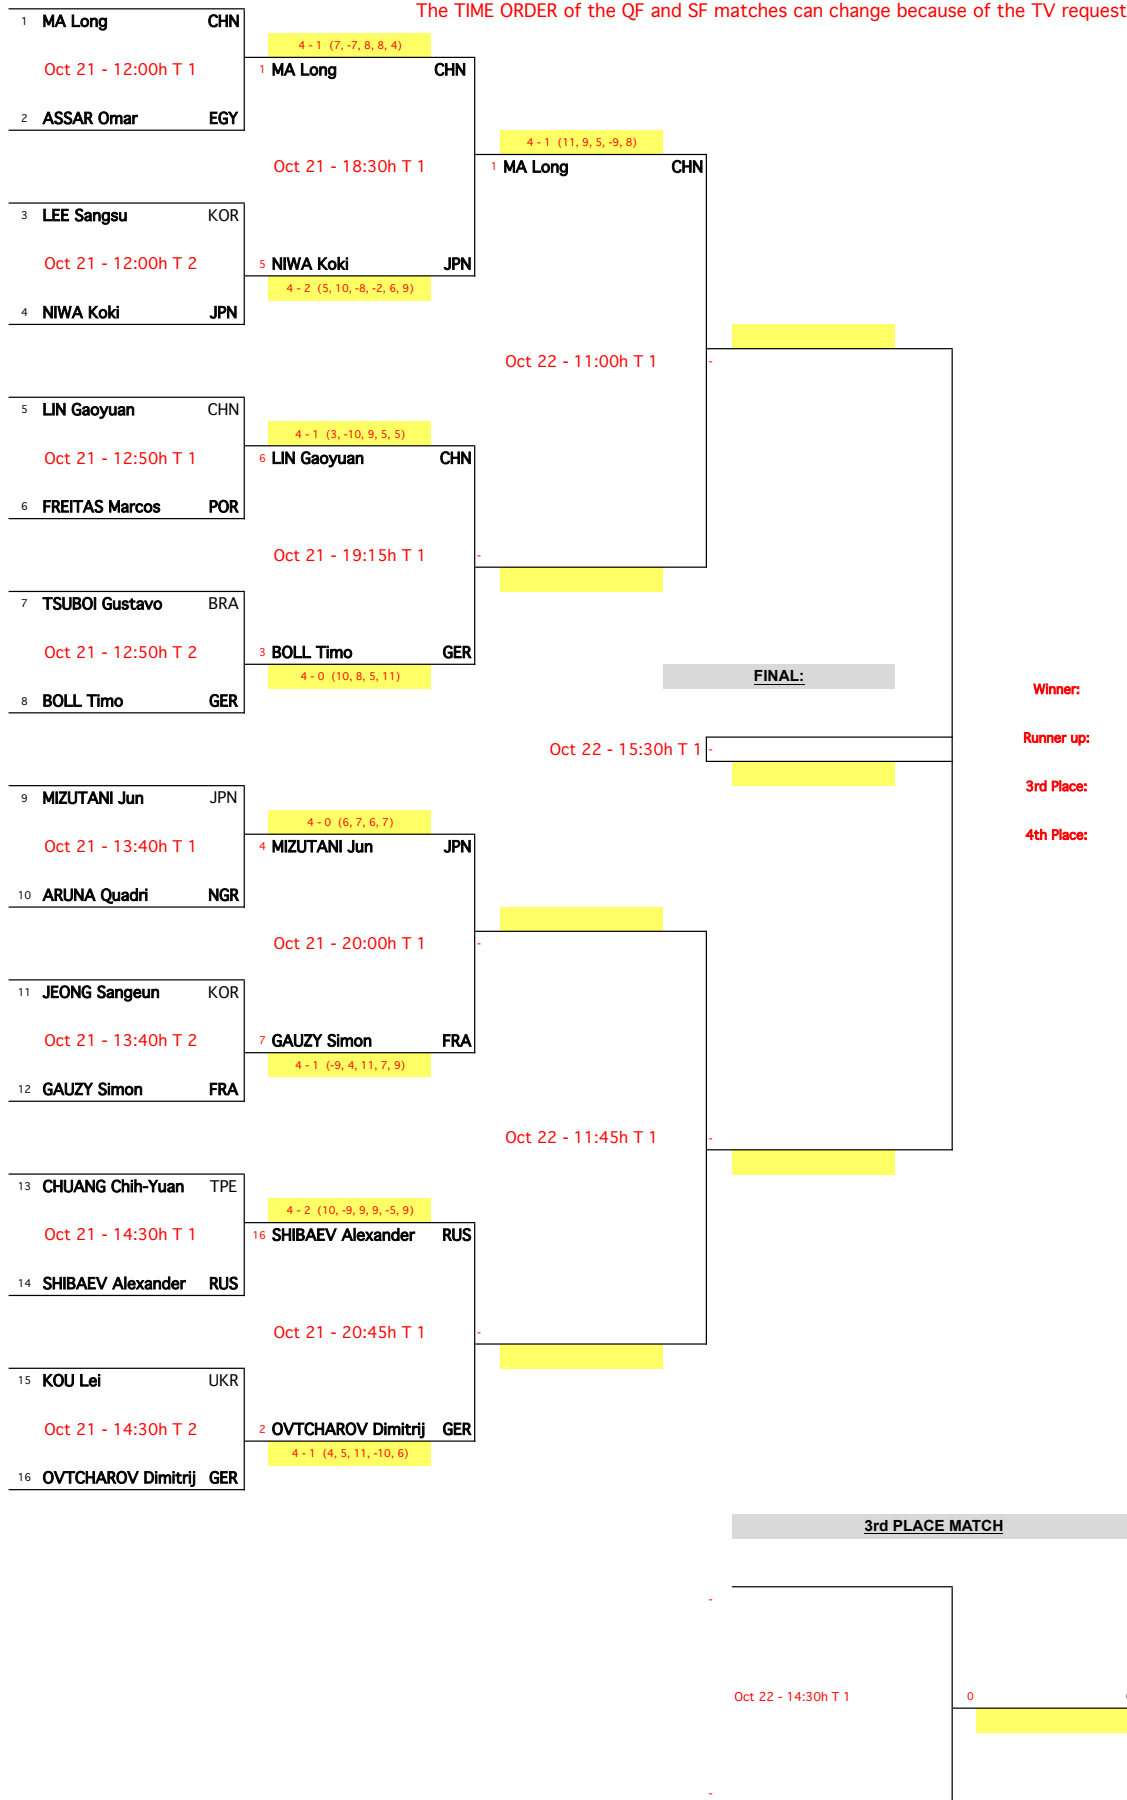 The TIME ORDER of the QF and SF matches can change because of the TV request
1 MA Long CHN
4 - 1 (7, -7, 8, 8, 4)
Oct 21 - 12:00h T 1
1 MA Long CHN
2 ASSAR Omar EGY
4 - 1 (11, 9, 5, -9, 8)
Oct 21 - 18:30h T 1
1 MA Long CHN
3 LEE Sangsu KOR
Oct 21 - 12:00h T 2
5 NIWA Koki JPN
4 - 2 (5, 10, -8, -2, 6, 9)
4 NIWA Koki JPN
Oct 22 - 11:00h T 1
-
5 LIN Gaoyuan CHN
4 - 1 (3, -10, 9, 5, 5)
Oct 21 - 12:50h T 1
6 LIN Gaoyuan CHN
6 FREITAS Marcos POR
Oct 21 - 19:15h T 1
-
7 TSUBOI Gustavo BRA
Oct 21 - 12:50h T 2
3 BOLL Timo GER
4 - 0 (10, 8, 5, 11)
FINAL:
Winner:
8 BOLL Timo GER
Runner up:
Oct 22 - 15:30h T 1
-
3rd Place:
9 MIZUTANI Jun JPN
4 - 0 (6, 7, 6, 7)
4th Place:
Oct 21 - 13:40h T 1
4 MIZUTANI Jun JPN
10 ARUNA Quadri NGR
Oct 21 - 20:00h T 1
-
11 JEONG Sangeun KOR
Oct 21 - 13:40h T 2
7 GAUZY Simon FRA
4 - 1 (-9, 4, 11, 7, 9)
12 GAUZY Simon FRA
Oct 22 - 11:45h T 1
-
13 CHUANG Chih-Yuan TPE
4 - 2 (10, -9, 9, 9, -5, 9)
Oct 21 - 14:30h T 1
16 SHIBAEV Alexander RUS
14 SHIBAEV Alexander RUS
Oct 21 - 20:45h T 1
-
15 KOU Lei UKR
Oct 21 - 14:30h T 2
2 OVTCHAROV Dimitrij GER
4 - 1 (4, 5, 11, -10, 6)
16 OVTCHAROV Dimitrij GER
3rd PLACE MATCH
-
Oct 22 - 14:30h T 1
0
-